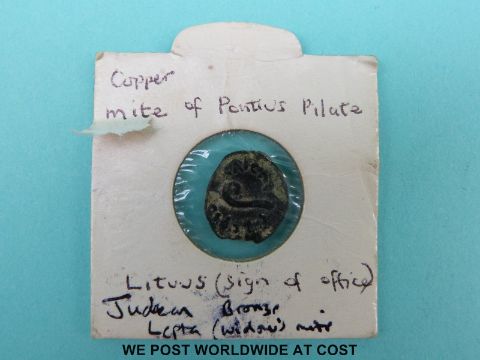 Copper
mite of Pontius Pilate
Lituus (sign of office)
Judean Bronze
Lepta (widow's mite
WE POST WORLDWIDE AT COST